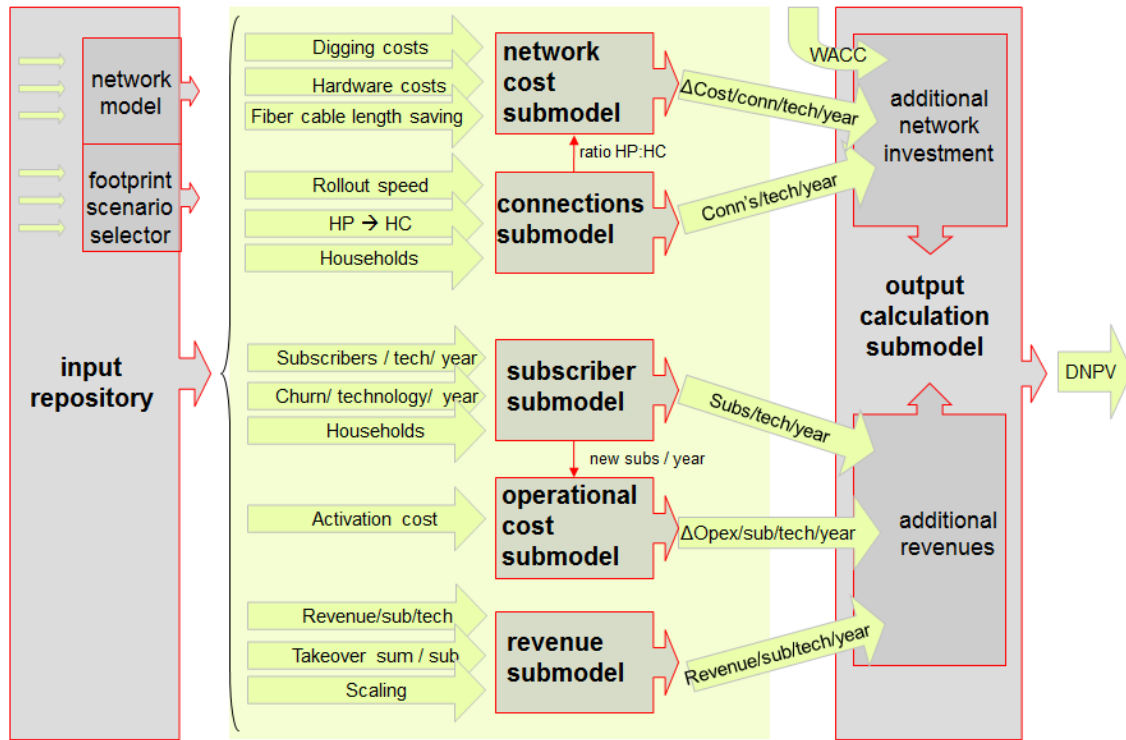 network
model
footprint
scenario
selector
input
repository
Digging costs
Hardware costs
Fiber cable length saving
Rollout speed
HP → HC
Households
Subscribers / tech/ year
Churn/ technology/ year
Households
Activation cost
Revenue/sub/tech
Takeover sum / sub
Scaling
network
cost
submodel
ratio HP:HC
connections
submodel
subscriber
submodel
new subs / year
operational
cost
submodel
revenue
submodel
WACC
ΔCost/conn/tech/year
Conn's/tech/year
Subs/tech/year
ΔOpex/sub/tech/year
Revenue/sub/tech/year
additional
network
investment
output
calculation
submodel
additional
revenues
DNPV